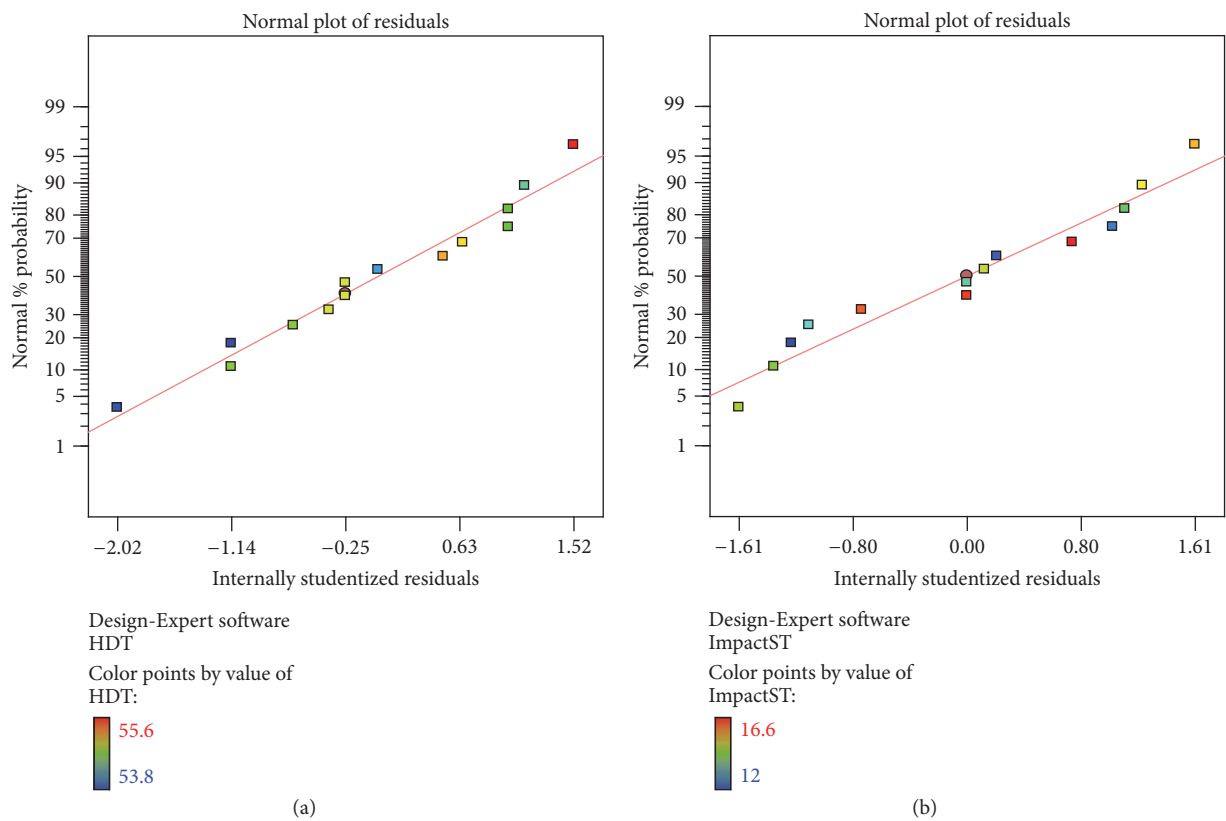 Normal plot of residuals
99
95
90
80
70
50
30
20
10
5
1
Normal % probability
−2.02 −1.14 −0.25 0.63 1.52
Internally studentized residuals
Design-Expert software
HDT
Color points by value of
HDT:
55.6
53.8
(a)
Normal plot of residuals
99
95
90
80
70
50
30
20
10
5
1
Normal % probability
−1.61 −0.80 0.00 0.80 1.61
Internally studentized residuals
Design-Expert software
ImpactST
Color points by value of
ImpactST:
16.6
12
(b)